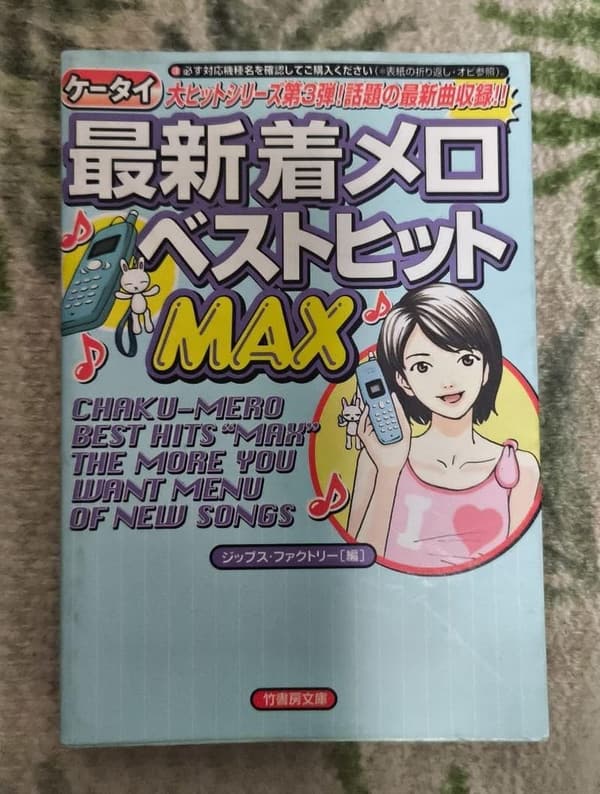 !必ず対応機種名を確認してご購入ください(※表紙の折り返し・オビ参照)
ケータイ
大ヒットシリーズ第3弾!話題の最新曲収録!!
最新着メロ
ベストヒット
MAX
CHAKU-MERO
BEST HITS "MAX"
THE MORE YOU
WANT MENU
OF NEW SONGS
I ♥
ジップス・ファクトリー[編]
竹書房文庫